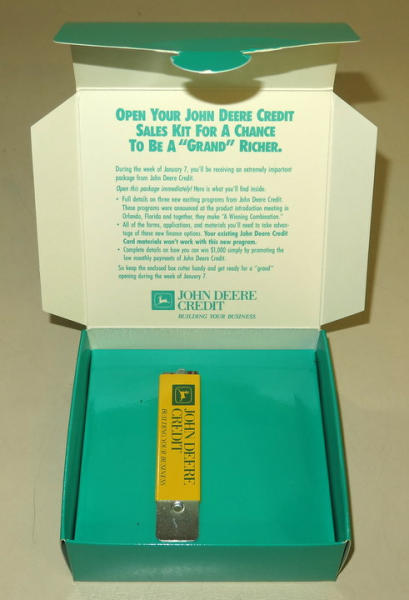 OPEN YOUR JOHN DEERE CREDIT
SALES KIT FOR A CHANCE
TO BE A "GRAND" RICHER.
During the week of January 7, you'll be receiving an extremely important
package from John Deere Credit.
Open this package immediately! Here is what you'll find inside:
• Full details on three new exciting programs from John Deere Credit.
These programs were announced at the product introduction meeting in
Orlando, Florida and together, they make "A Winning Combination."
• All of the forms, applications, and materials you'll need to take advan-
tage of these new finance options. Your existing John Deere Credit
Card materials won't work with this new program.
• Complete details on how you can win $1,000 simply by promoting the
low monthly payments of John Deere Credit.
So keep the enclosed box cutter handy and get ready for a "grand"
opening during the week of January 7.
JOHN DEERE
CREDIT
BUILDING YOUR BUSINESS
JOHN DEERE
CREDIT
BUILDING YOUR BUSINESS